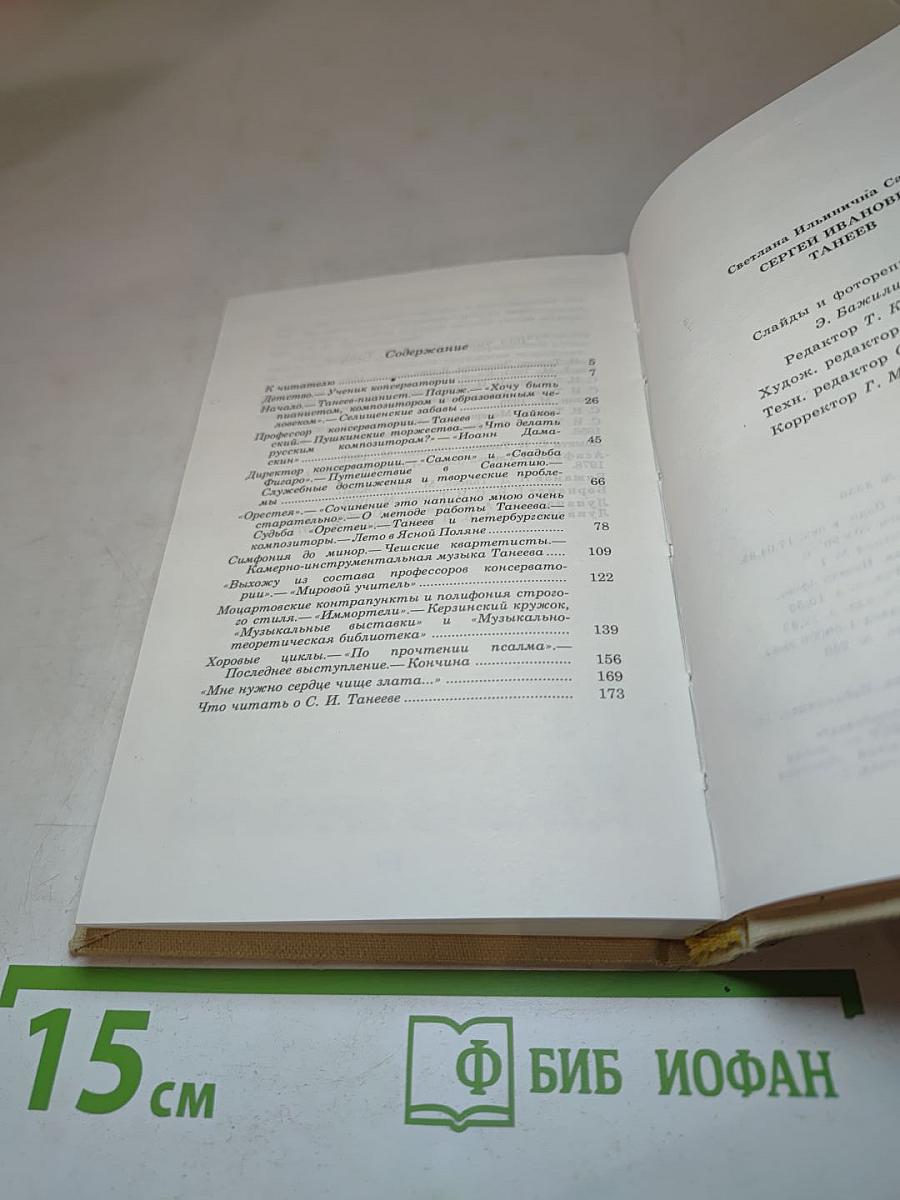 Содержание
К читателю 5
Детство.— Ученик консерватории 7
Начало.— Танеев-пианист.— Париж.— «Хочу быть
пианистом, композитором и образованным че-
ловеком».— Селищенские забавы 26
Профессор консерватории.— Танеев и Чайков-
ский.— Пушкинские торжества.— «Что делать
русским композиторам?» — «Иоанн Дама-
скин» 45
Директор консерватории.— «Самсон» и «Свадьба
Фигаро».— Путешествие в Сванетию.—
Служебные достижения и творческие пробле-
мы 66
«Орестея».— «Сочинение это написано мною очень
старательно».— О методе работы Танеева.—
Судьба «Орестеи».— Танеев и петербургские
композиторы.— Лето в Ясной Поляне 78
Симфония до минор.— Чешские квартетисты.—
Камерно-инструментальная музыка Танеева 109
«Выхожу из состава профессоров консервато-
рии».— «Мировой учитель» 122
Моцартовские контрапункты и полифония строго-
го стиля.— «Иммортели».— Керзинский кружок,
«Музыкальные выставки» и «Музыкально-
теоретическая библиотека» 139
Хоровые циклы.— «По прочтении псалма».—
Последнее выступление.— Кончина 156
«Мне нужно сердце чище злата...» 169
Что читать о С. И. Танееве 173
Светлана Ильинична
СЕРГЕЙ
ТАНЕЕВ
Слайды и
Э.
Редактор Т.
Худож. редактор
Техн. редактор
Корректор Г.
15 см
Ф БИБ ИОФАН